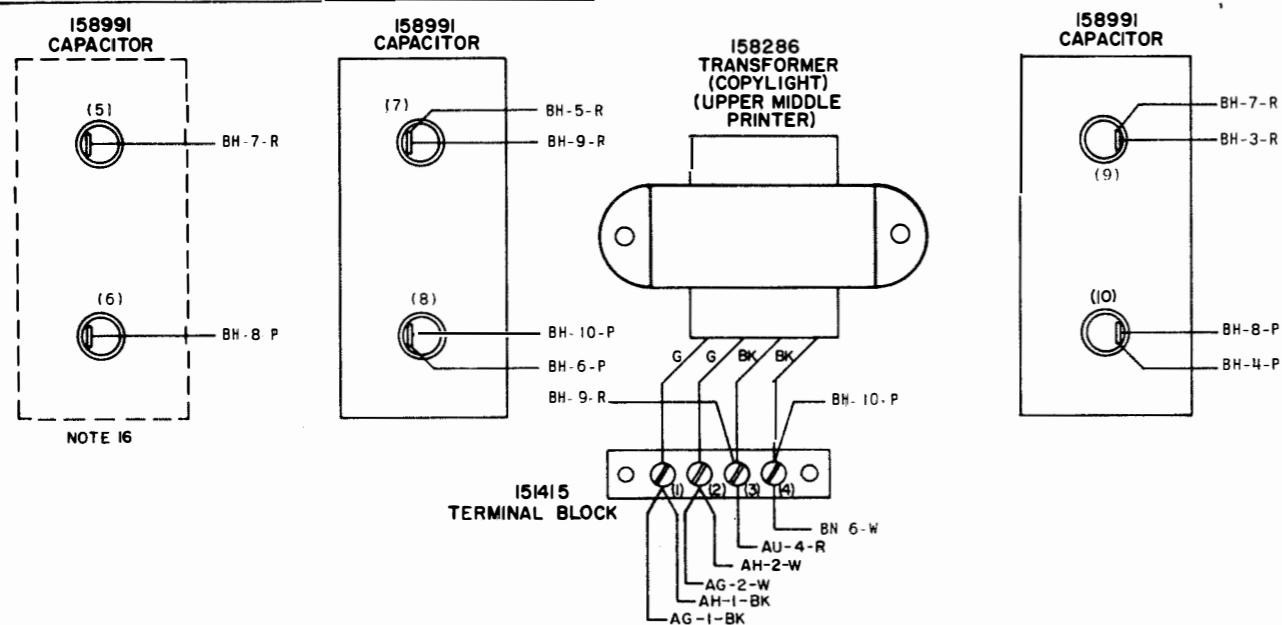 158991
CAPACITOR
(5)
BH-7-R
(6)
BH-8 P
NOTE 16
158991
CAPACITOR
(7)
BH-5-R
BH-9-R
(8)
BH-10-P
BH-6-P
158286
TRANSFORMER
(COPYLIGHT)
(UPPER MIDDLE
PRINTER)
G G BK BK
BH-9-R
BH-10-P
(1) (2) (3) (4)
151415
TERMINAL BLOCK
BN 6-W
AU-4-R
AH-2-W
AG-2-W
AH-1-BK
AG-1-BK
158991
CAPACITOR
BH-7-R
BH-3-R
(9)
(10)
BH-8-P
BH-4-P